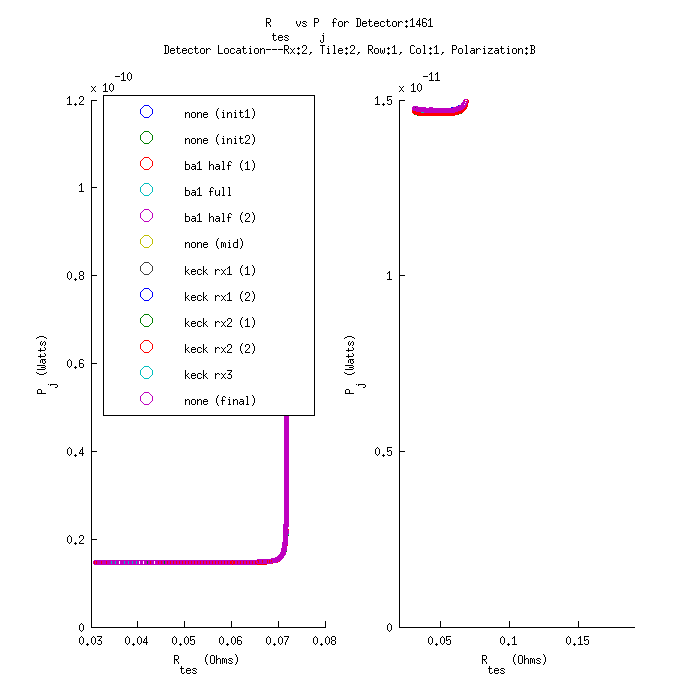 R    vs P  for Detector:1461
tes    j
Detector Location---Rx:2, Tile:2, Row:1, Col:1, Polarization:B
x 10 -10
x 10 -11
1.2
1
0.8
0.6
0.4
0.2
0
none (init1)
none (init2)
ba1 half (1)
ba1 full
ba1 half (2)
none (mid)
keck rx1 (1)
keck rx1 (2)
keck rx2 (1)
keck rx2 (2)
keck rx3
none (final)
P j (Watts)
0.03 0.04 0.05 0.06 0.07 0.08
R tes (Ohms)
1.5
1
0.5
0
P j (Watts)
0.05 0.1 0.15
R tes (Ohms)